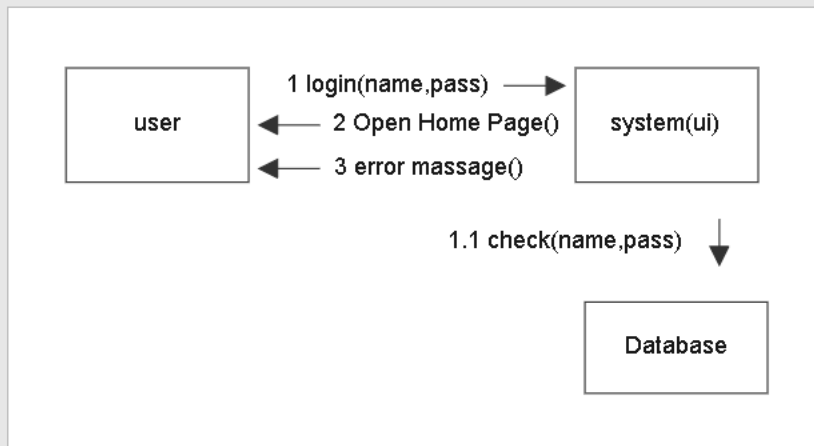 1 login(name,pass)
user
2 Open Home Page()
system(ui)
3 error massage()
1.1 check(name,pass)
Database